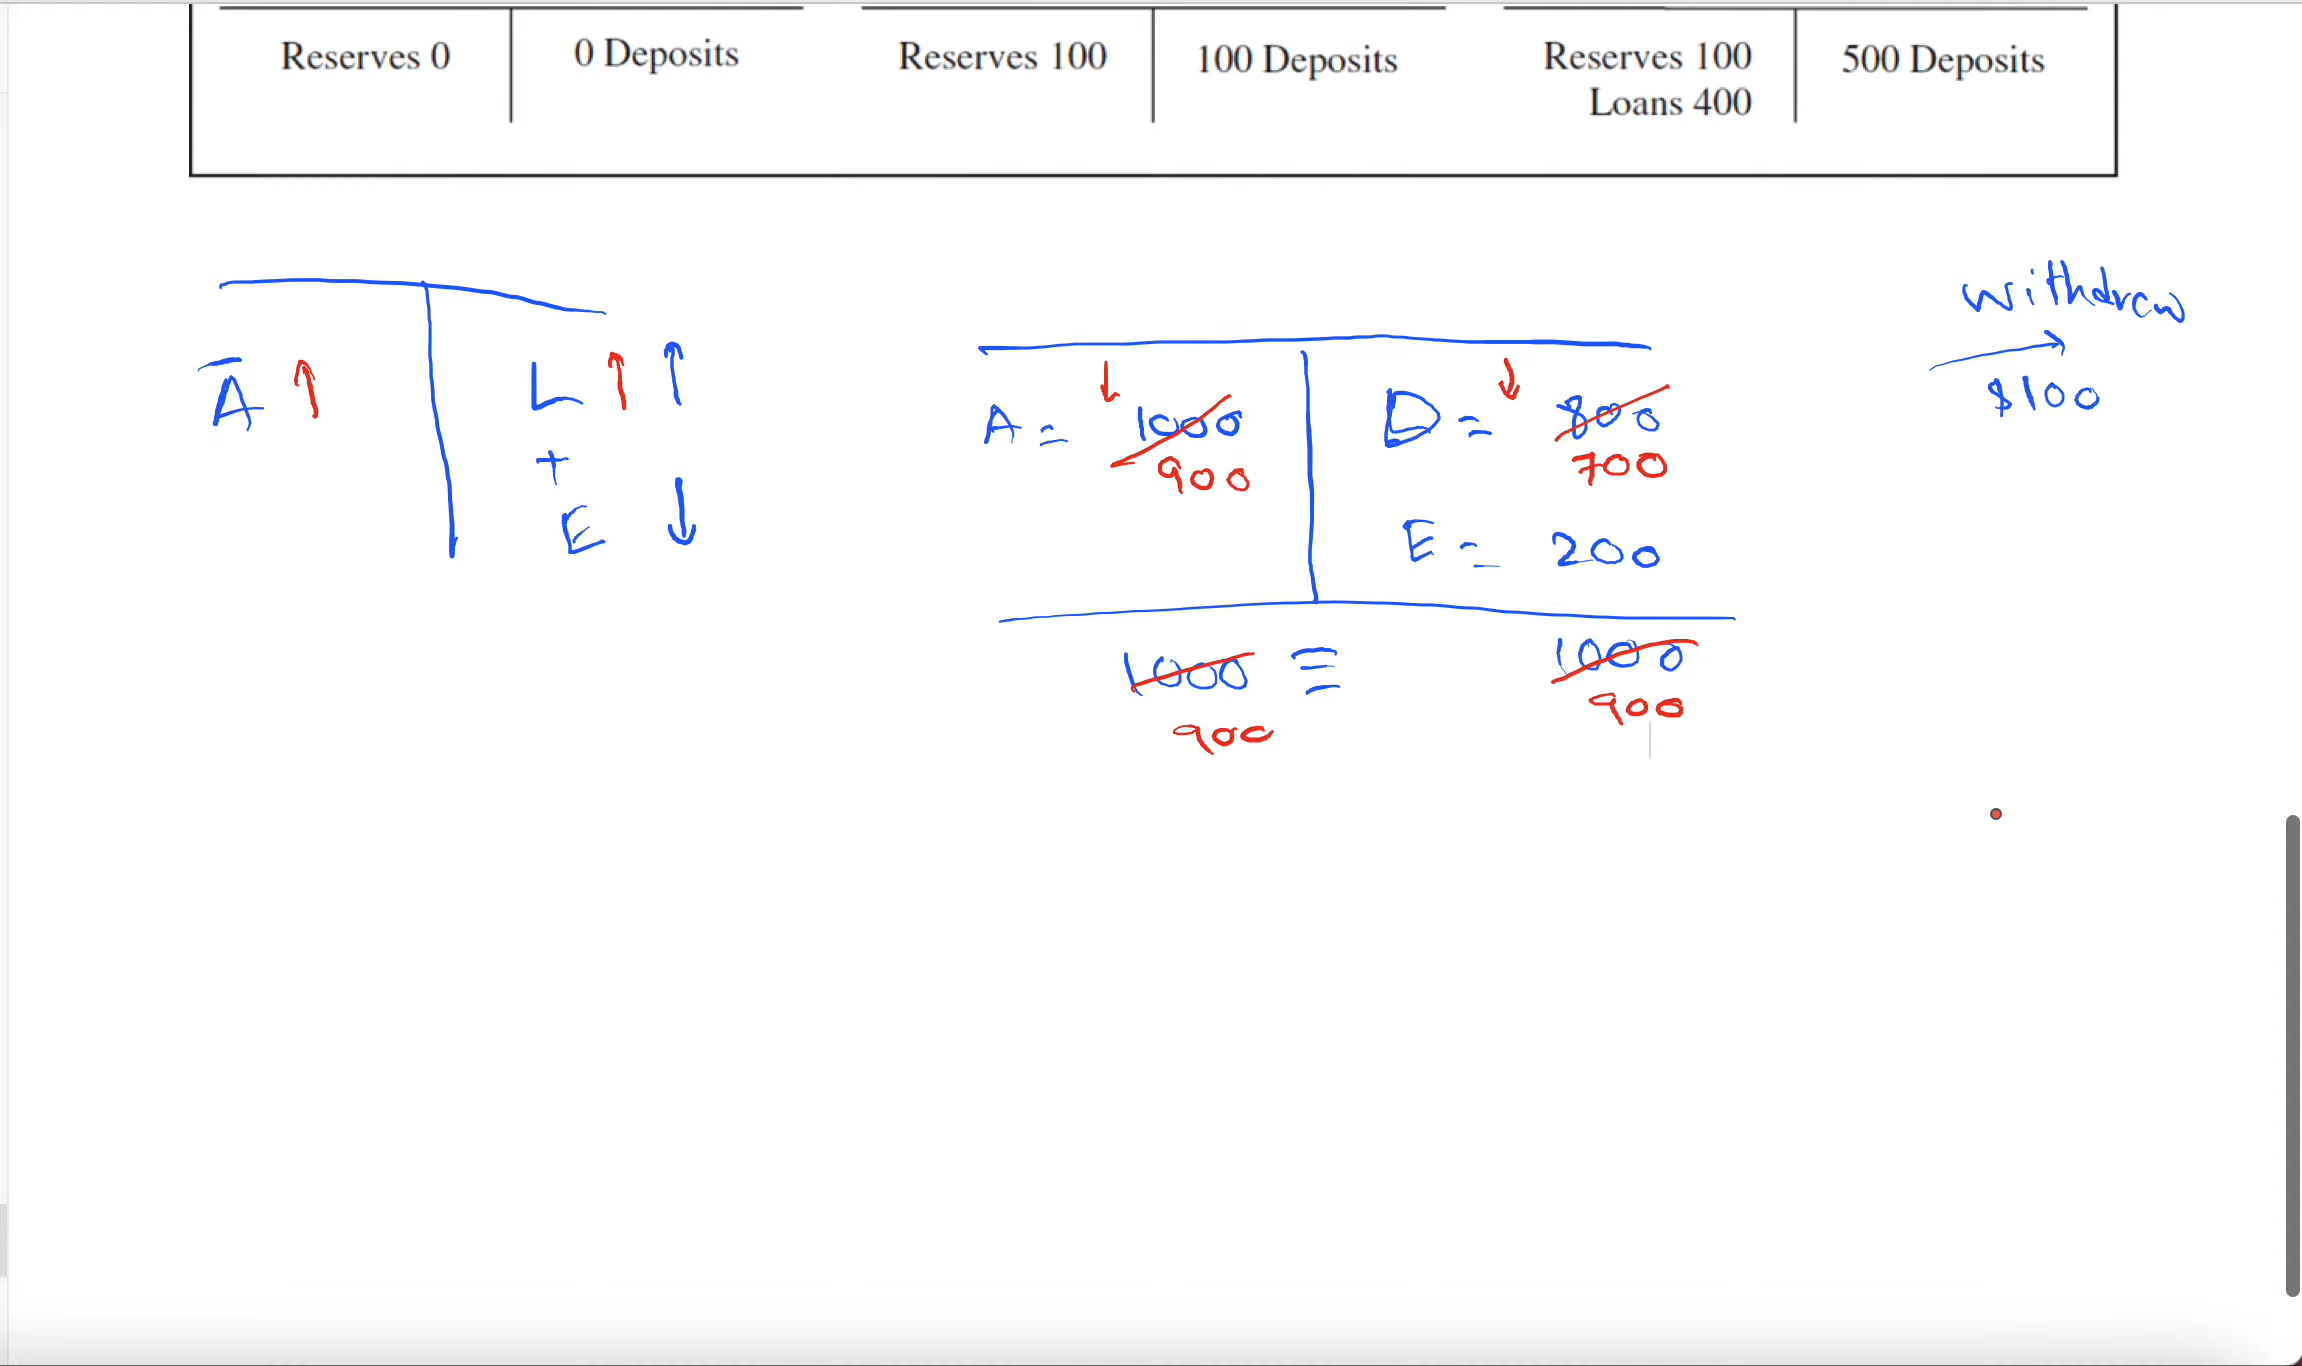 Reserves 0 0 Deposits Reserves 100 100 Deposits Reserves 100 500 Deposits
Loans 400
withdraw
$100
A ↑ L ↑ ↑
+
E ↓
A = ↓ 1000 D = ↓ 800
900 700
E = 200
1000 ≡ 1000
900 900